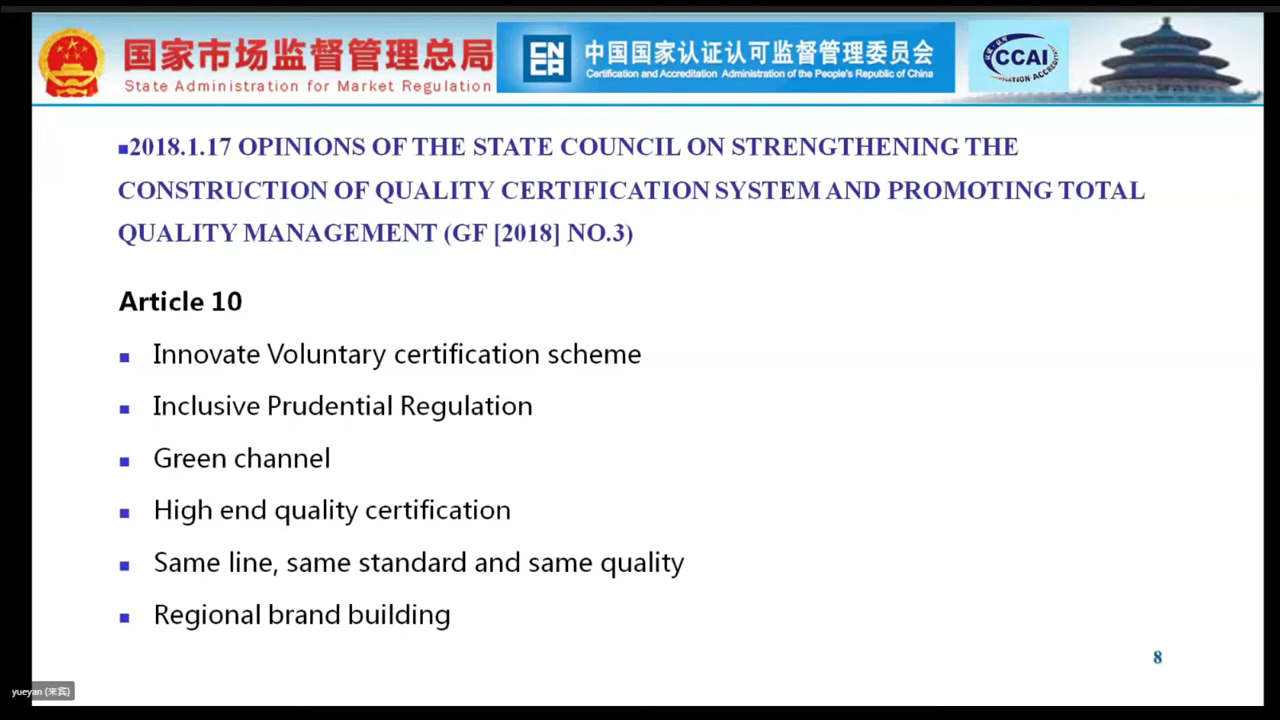 国家市场监督管理总局
State Administration for Market Regulation
CNCA
中国国家认证认可监督管理委员会
Certification and Accreditation Administration of the People's Republic of China
CCAI
2018.1.17 OPINIONS OF THE STATE COUNCIL ON STRENGTHENING THE
CONSTRUCTION OF QUALITY CERTIFICATION SYSTEM AND PROMOTING TOTAL
QUALITY MANAGEMENT (GF [2018] NO.3)
Article 10
Innovate Voluntary certification scheme
Inclusive Prudential Regulation
Green channel
High end quality certification
Same line, same standard and same quality
Regional brand building
8
yueyan (來宾)